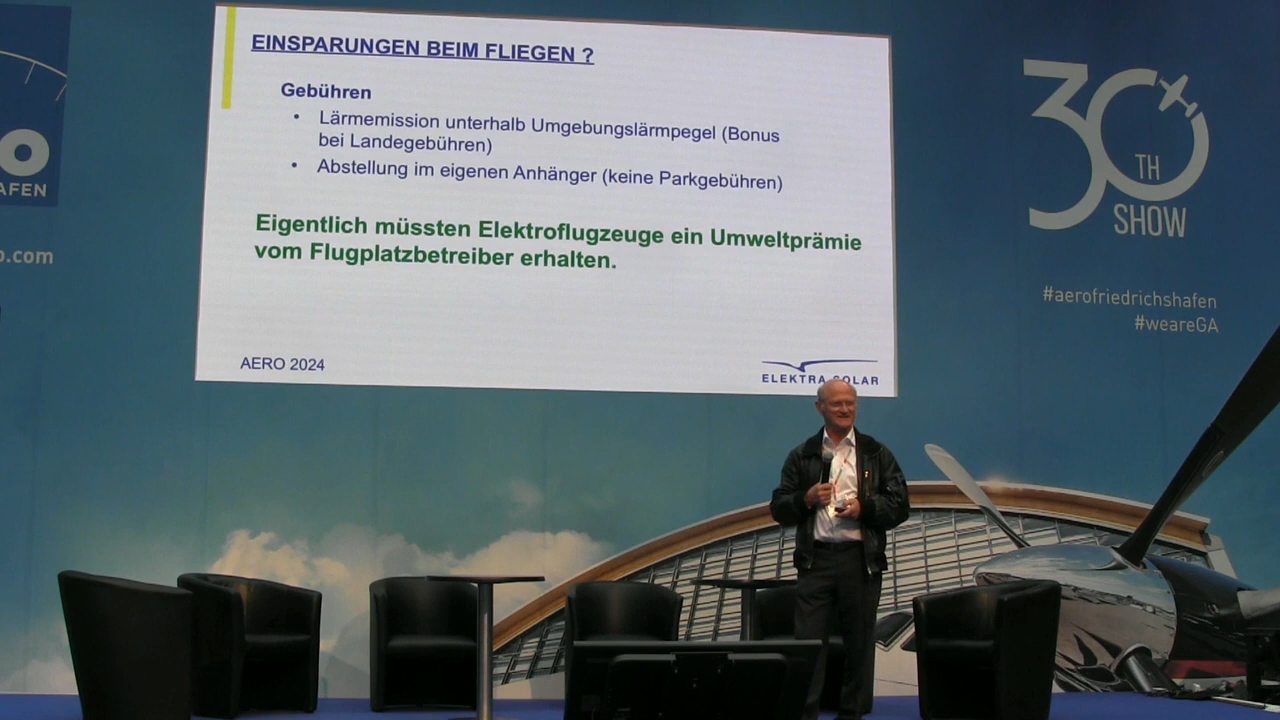 EINSPARUNGEN BEIM FLIEGEN ?
Gebühren
• Lärmemission unterhalb Umgebungslärmpegel (Bonus
bei Landegebühren)
• Abstellung im eigenen Anhänger (keine Parkgebühren)
Eigentlich müssten Elektroflugzeuge ein Umweltprämie
vom Flugplatzbetreiber erhalten.
AERO 2024
ELEKTRA SOLAR
30
TH
SHOW
#aerofriedrichshafen
#weareGA
O
AFEN
o.com